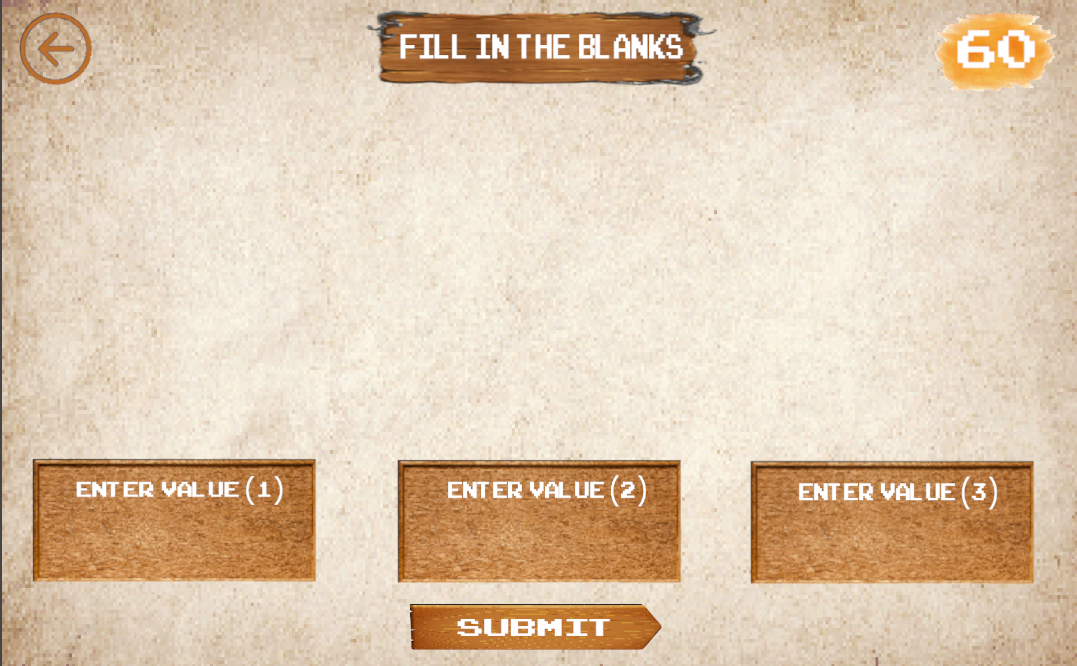 FILL IN THE BLANKS
60
ENTER VALUE (1)
ENTER VALUE (2)
ENTER VALUE (3)
SUBMIT